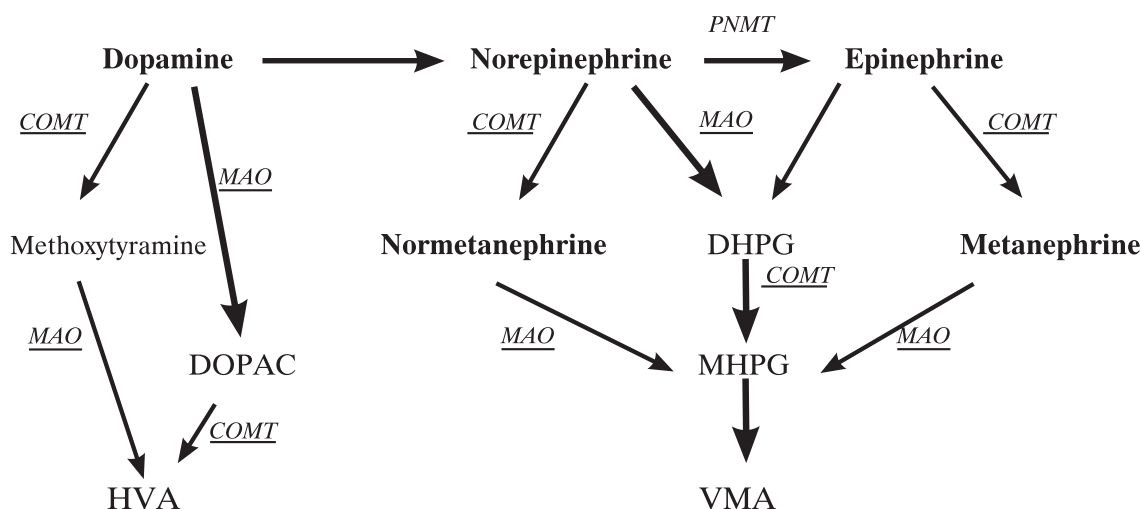 PNMT
Dopamine Norepinephrine Epinephrine
COMT COMT MAO COMT
MAO
Methoxytyramine Normetanephrine DHPG Metanephrine
COMT
MAO MAO MAO
DOPAC MHPG
COMT
HVA VMA